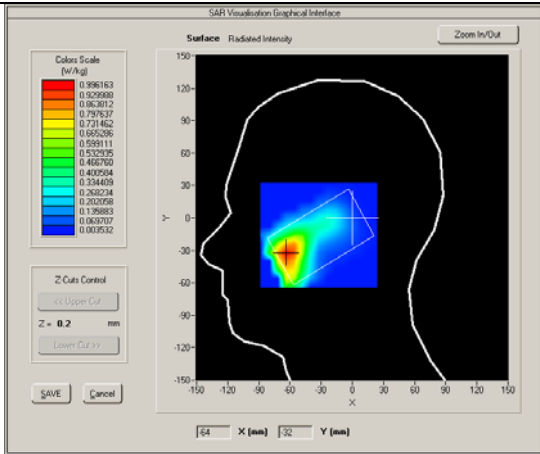 SAR Visualisation Graphical Interface
Surface Radiated Intensity
Zoom In/Out
Colors Scale
(W/kg)
0.996163
0.929988
0.863812
0.797637
0.731462
0.665286
0.599111
0.532935
0.466760
0.400584
0.334409
0.268234
0.202058
0.135883
0.069707
0.003532
Z-Cuts Control
<< Upper Cut
Z = 0.2 mm
Lower Cut >>
SAVE
Cancel
150
120
90
60
30
0
-30
-60
-90
-120
-150
Y
-150 -120 -90 -60 -30 0 30 60 90 120 150
X
-64 X (mm) -32 Y (mm)